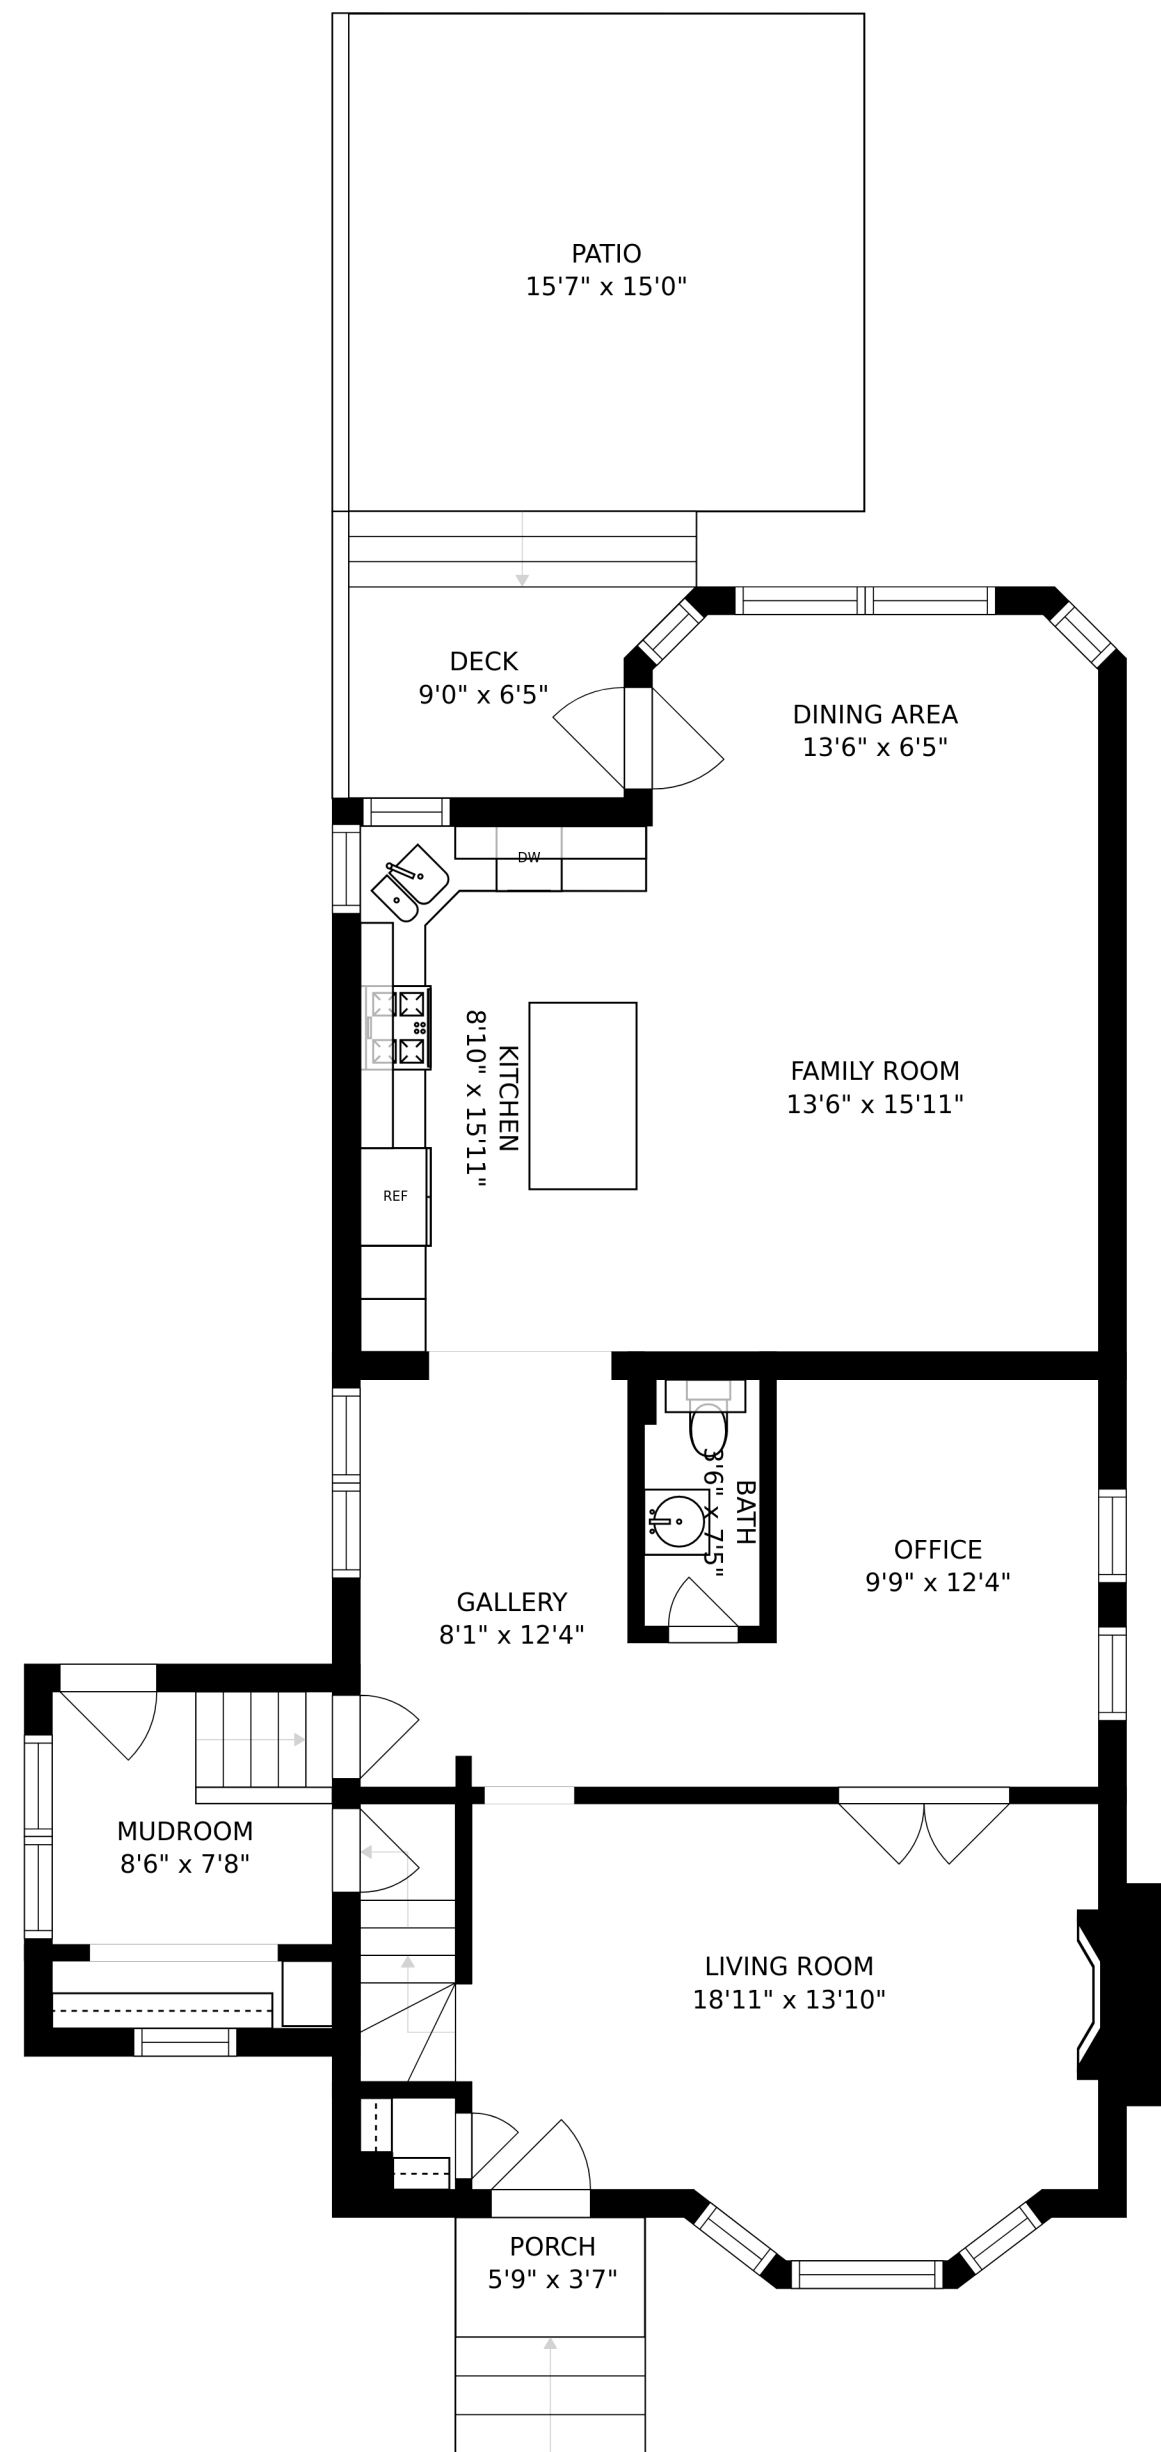 PATIO
15'7" x 15'0"
DECK
9'0" x 6'5"
DINING AREA
13'6" x 6'5"
DW
KITCHEN
8'10" x 15'11"
FAMILY ROOM
13'6" x 15'11"
REF
BATH
3'6" x 7'5"
OFFICE
9'9" x 12'4"
GALLERY
8'1" x 12'4"
MUDROOM
8'6" x 7'8"
LIVING ROOM
18'11" x 13'10"
PORCH
5'9" x 3'7"